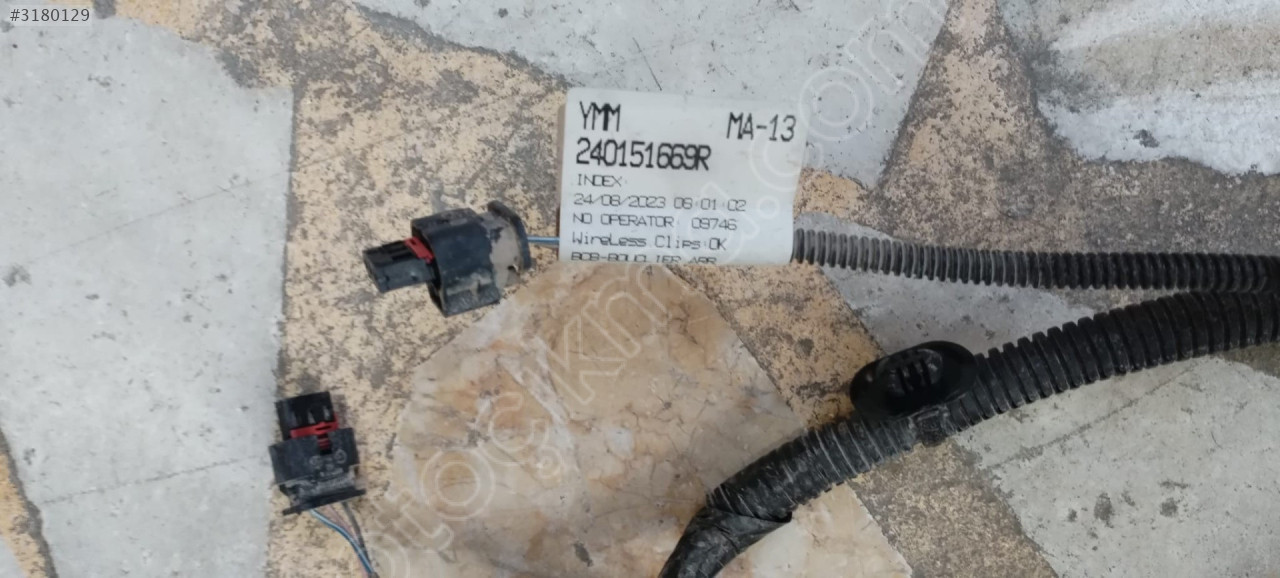 #3180129
YMM MA-13
240151669R
INDEX:
24/08/2023 08:01:02
NO OPERATOR: 09746
WireLess Clips:OK